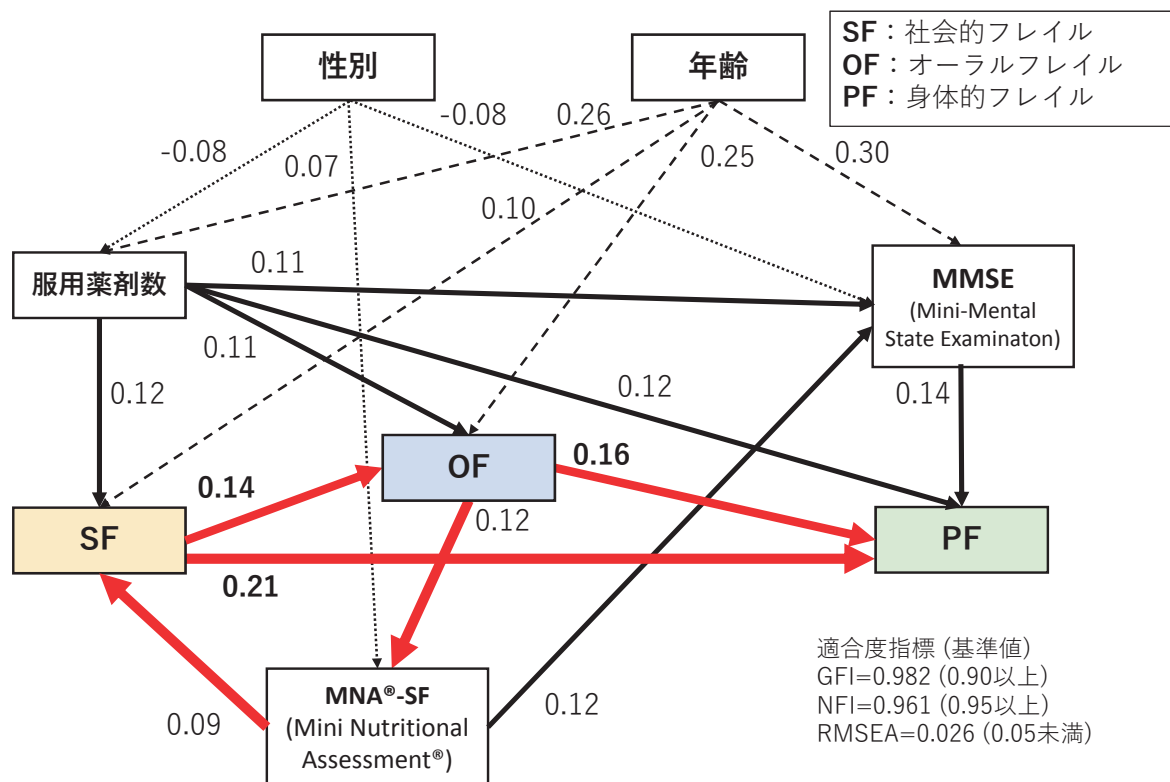 性別
年齢
SF：社会的フレイル
OF：オーラルフレイル
PF：身体的フレイル
-0.08
0.07
0.26
-0.08
0.10
0.25
0.30
服用薬剤数
0.11
MMSE
(Mini-Mental
State Examinaton)
0.11
0.12
0.12
0.14
OF
0.14
0.16
0.12
SF
PF
0.21
MNA®-SF
(Mini Nutritional
Assessment®)
0.09
0.12
適合度指標 (基準値)
GFI=0.982 (0.90以上)
NFI=0.961 (0.95以上)
RMSEA=0.026 (0.05未満)